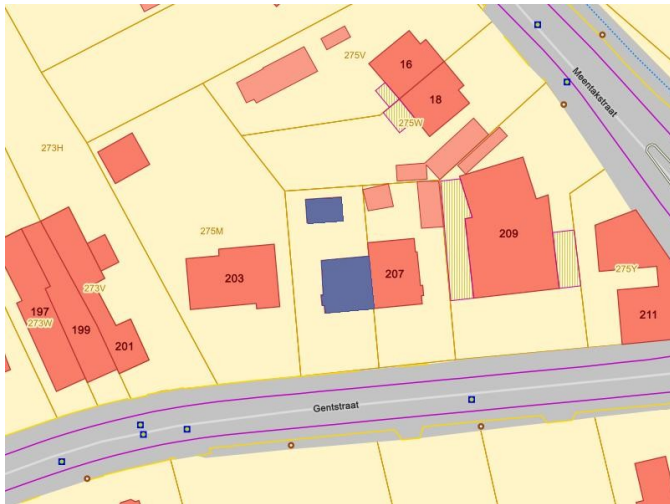 16
275V
Meentakstraat
18
275W
273H
275M
209
203
207
275Y
197
273V
273W
199
211
201
Gentstraat